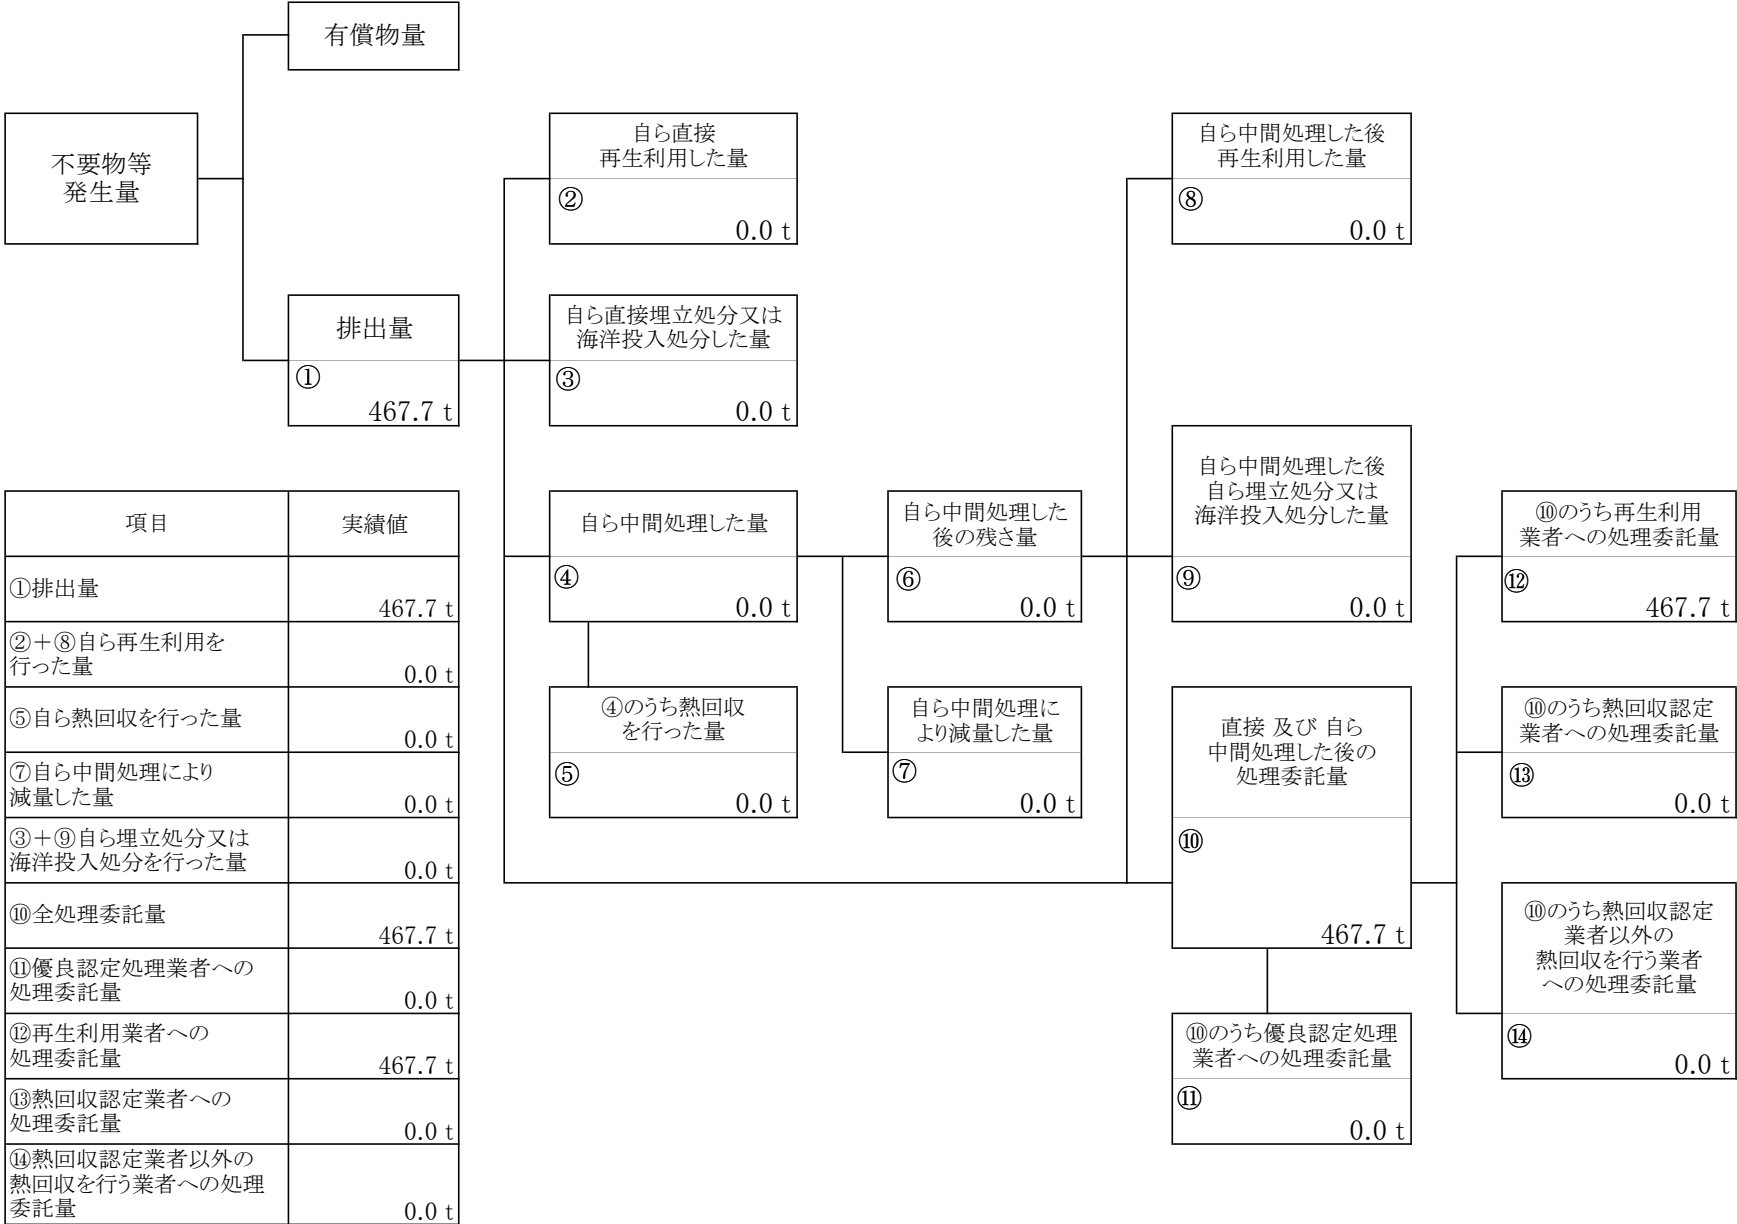 有償物量
不要物等
発生量
排出量
①
467.7 t
自ら直接
再生利用した量
②
0.0 t
自ら直接埋立処分又は
海洋投入処分した量
③
0.0 t
自ら中間処理した量
④
0.0 t
④のうち熱回収
を行った量
⑤
0.0 t
自ら中間処理した
後の残さ量
⑥
0.0 t
自ら中間処理に
より減量した量
⑦
0.0 t
自ら中間処理した後
再生利用した量
⑧
0.0 t
自ら中間処理した後
自ら埋立処分又は
海洋投入処分した量
⑨
0.0 t
直接 及び 自ら
中間処理した後の
処理委託量
⑩
467.7 t
⑩のうち優良認定処理
業者への処理委託量
⑪
0.0 t
⑩のうち再生利用
業者への処理委託量
⑫
467.7 t
⑩のうち熱回収認定
業者への処理委託量
⑬
0.0 t
⑩のうち熱回収認定
業者以外の
熱回収を行う業者
への処理委託量
⑭
0.0 t
項目 実績値
①排出量
467.7 t
②＋⑧自ら再生利用を
行った量
0.0 t
⑤自ら熱回収を行った量
0.0 t
⑦自ら中間処理により
減量した量
0.0 t
③＋⑨自ら埋立処分又は
海洋投入処分を行った量
0.0 t
⑩全処理委託量
467.7 t
⑪優良認定処理業者への
処理委託量
0.0 t
⑫再生利用業者への
処理委託量
467.7 t
⑬熱回収認定業者への
処理委託量
0.0 t
⑭熱回収認定業者以外の
熱回収を行う業者への処理
委託量
0.0 t